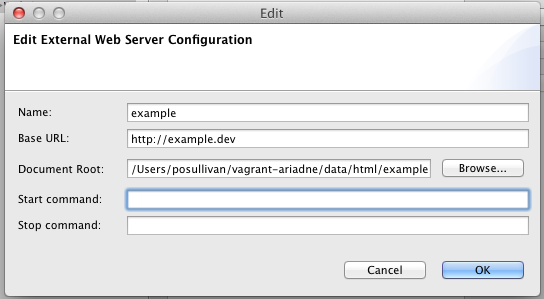 Edit
Edit External Web Server Configuration
Name: example
Base URL: http://example.dev
Document Root: /Users/posullivan/vagrant-ariadne/data/html/example Browse...
Start command:
Stop command:
Cancel OK